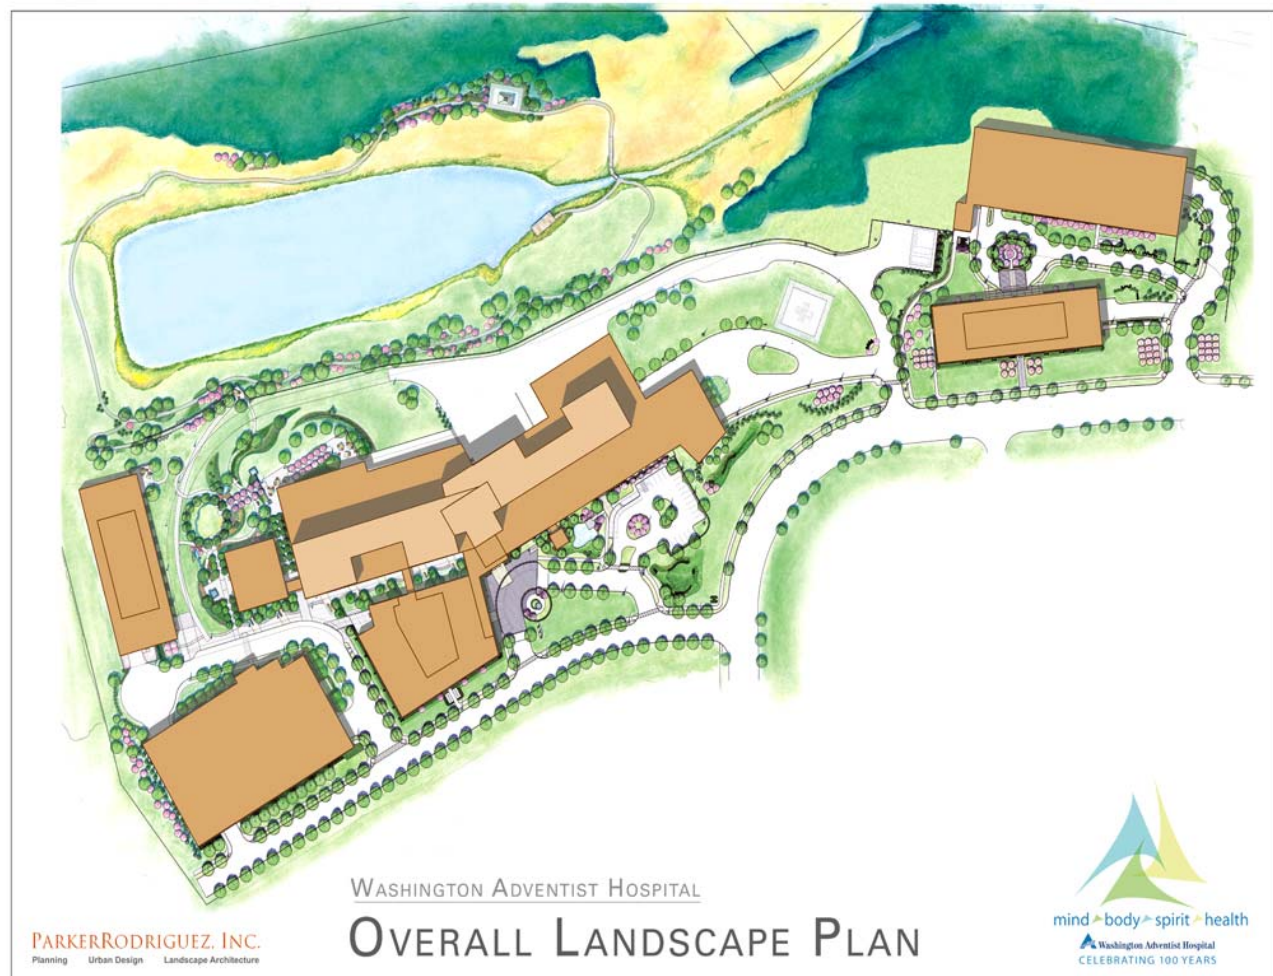 WASHINGTON ADVENTIST HOSPITAL
OVERALL LANDSCAPE PLAN
PARKERRODRIGUEZ, INC.
Planning Urban Design Landscape Architecture
mind body spirit health
Washington Adventist Hospital
CELEBRATING 100 YEARS